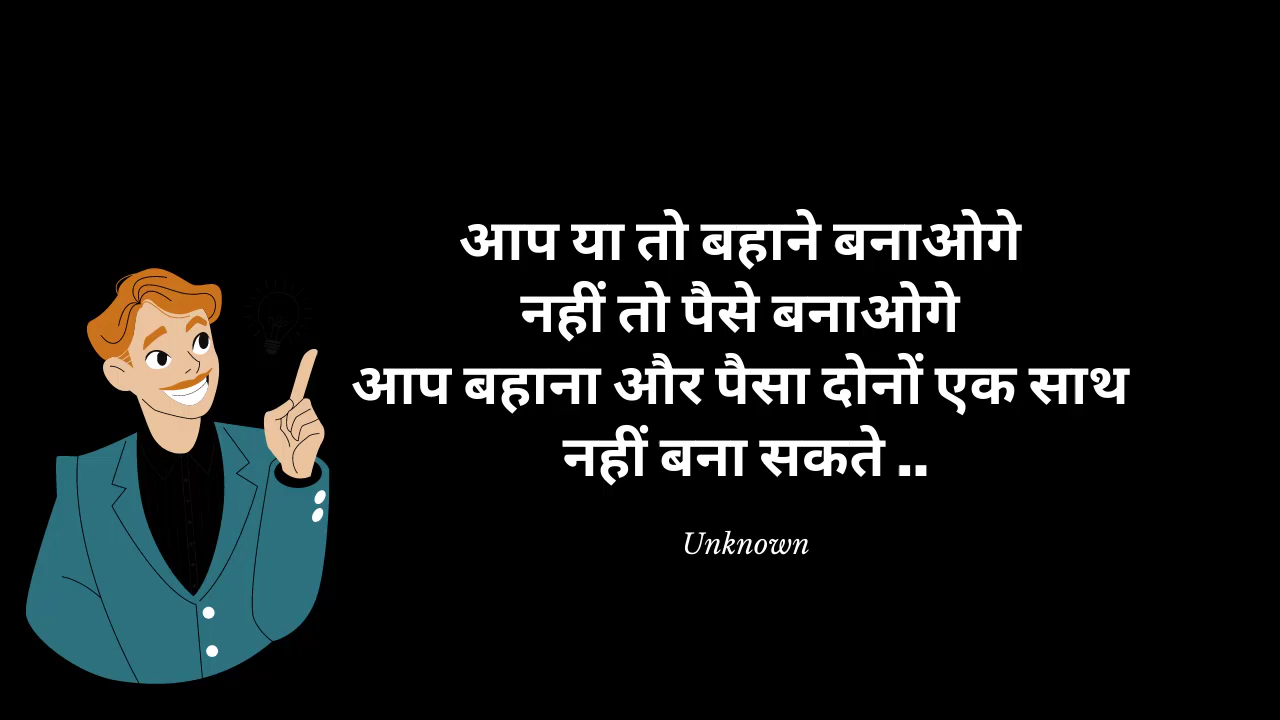 आप या तो बहाने बनाओगे
नहीं तो पैसे बनाओगे
आप बहाना और पैसा दोनों एक साथ
नहीं बना सकते ..
Unknown